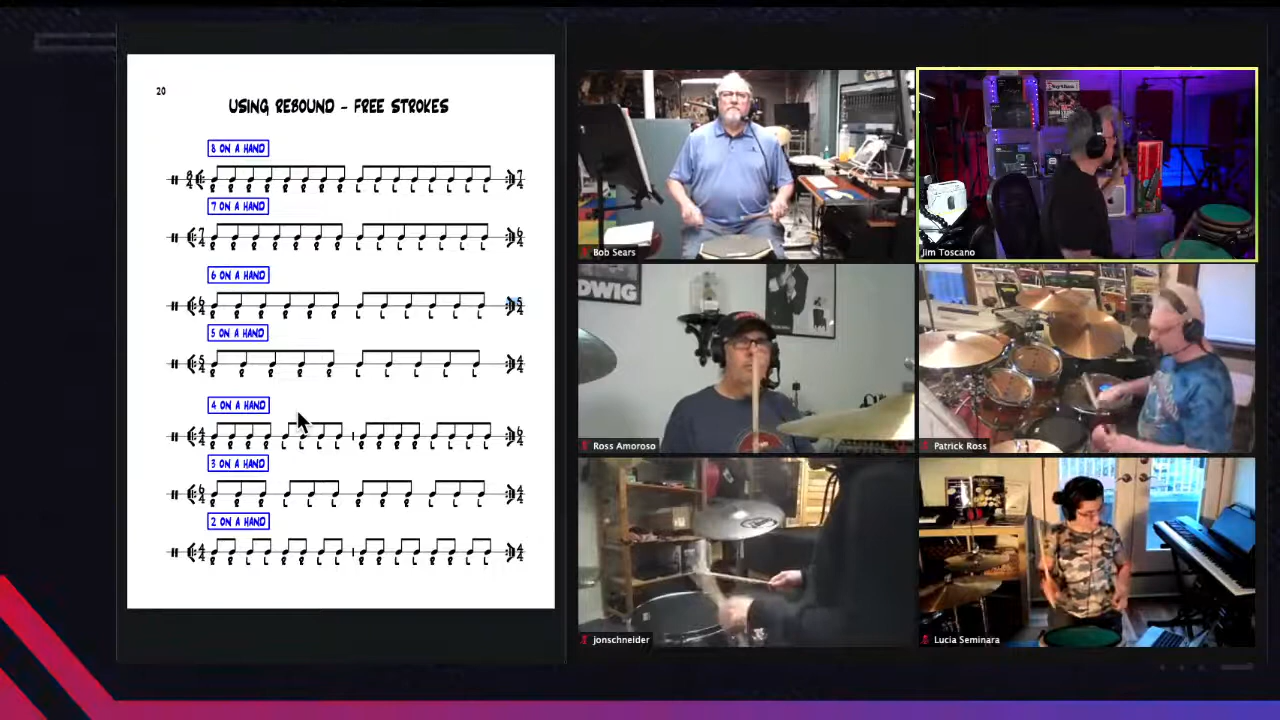 20
USING REBOUND - FREE STROKES
8 ON A HAND
R R R R R R R R L L L L L L L L
7 ON A HAND
R R R R R R R L L L L L L L
6 ON A HAND
R R R R R R L L L L L L
5 ON A HAND
R R R R R L L L L L
4 ON A HAND
R R R R L L L L R R R R L L L L
3 ON A HAND
R R R L L L R R R L L L
2 ON A HAND
R R L L R R L L R R L L R R L L
Bob Sears
Jim Toscano
WIG
Ross Amoroso
Patrick Ross
jonschneider
Lucia Seminara